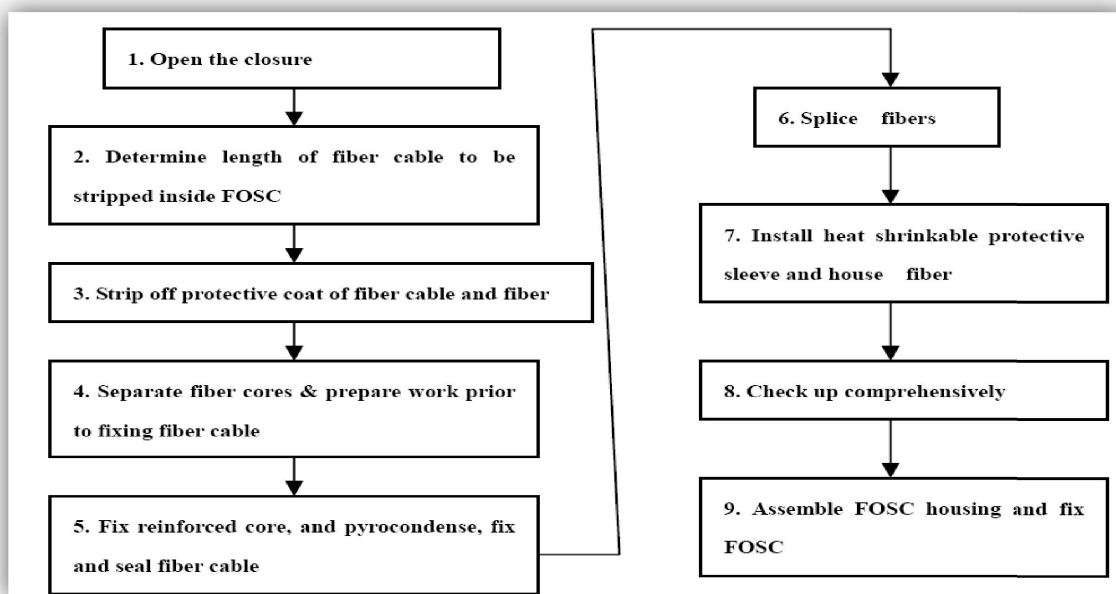 1. Open the closure
2. Determine length of fiber cable to be
stripped inside FOSC
3. Strip off protective coat of fiber cable and fiber
4. Separate fiber cores & prepare work prior
to fixing fiber cable
5. Fix reinforced core, and pyrocondense, fix
and seal fiber cable
6. Splice fibers
7. Install heat shrinkable protective
sleeve and house fiber
8. Check up comprehensively
9. Assemble FOSC housing and fix
FOSC